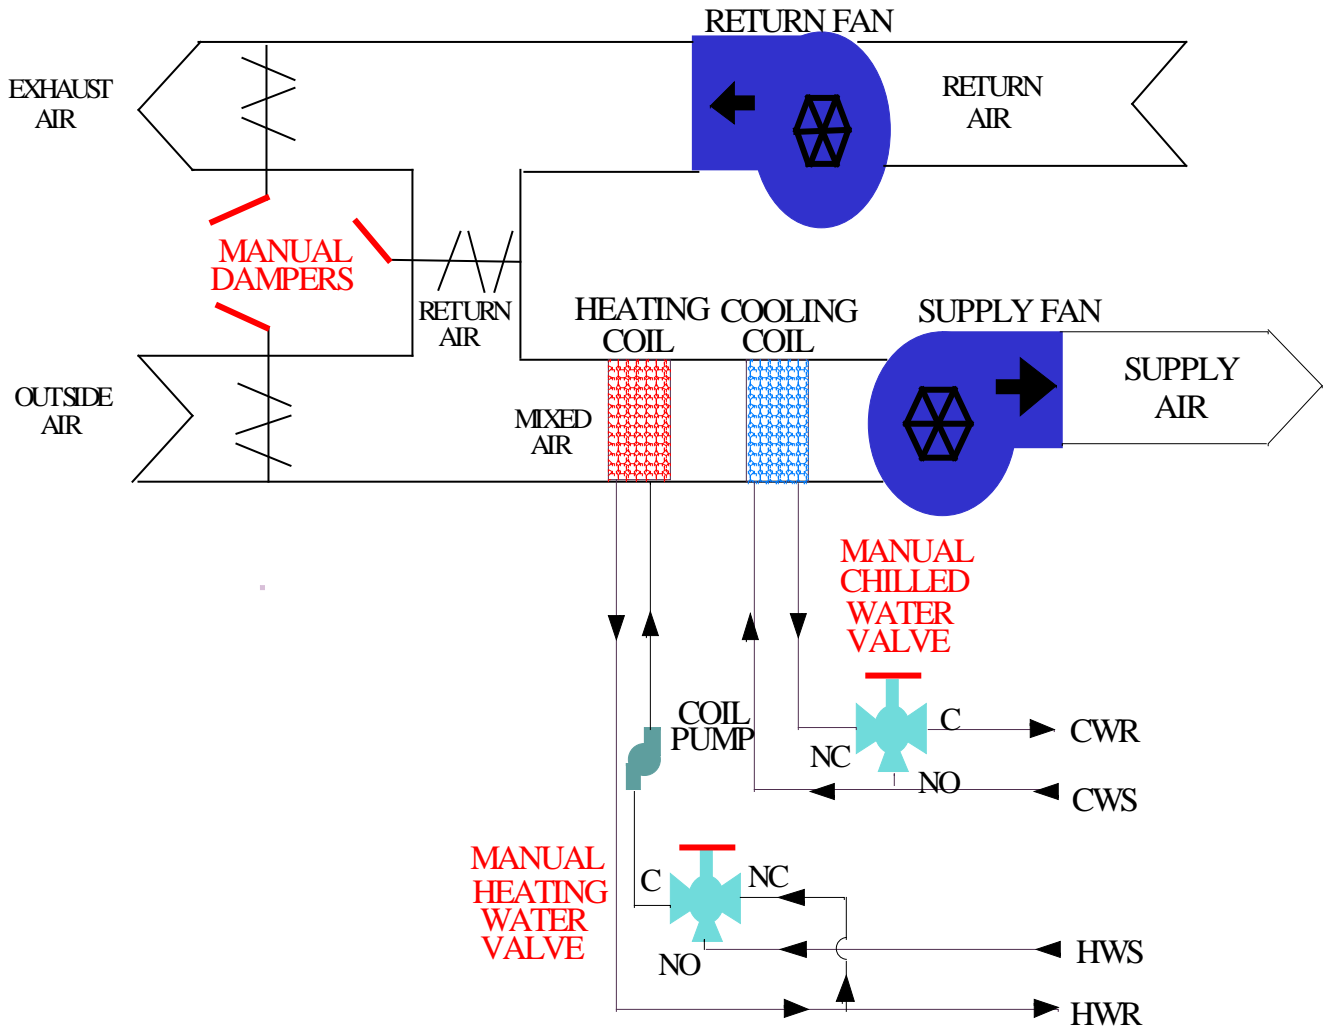 RETURN FAN
EXHAUST
AIR
RETURN
AIR
MANUAL
DAMPERS
RETURN
AIR
HEATING
COIL
COOLING
COIL
SUPPLY FAN
SUPPLY
AIR
OUTSIDE
AIR
MIXED
AIR
MANUAL
CHILLED
WATER
VALVE
COIL
PUMP
C
NC
NO
CWR
CWS
MANUAL
HEATING
WATER
VALVE
C
NC
NO
HWS
HWR